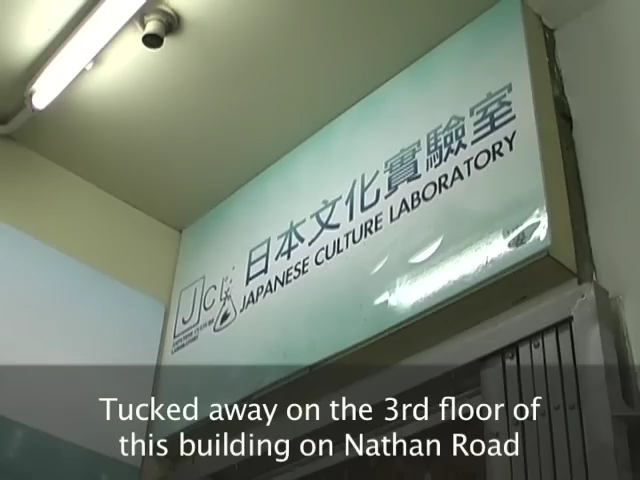 日本文化實驗室
JAPANESE CULTURE LABORATORY
JCL
Tucked away on the 3rd floor of
this building on Nathan Road